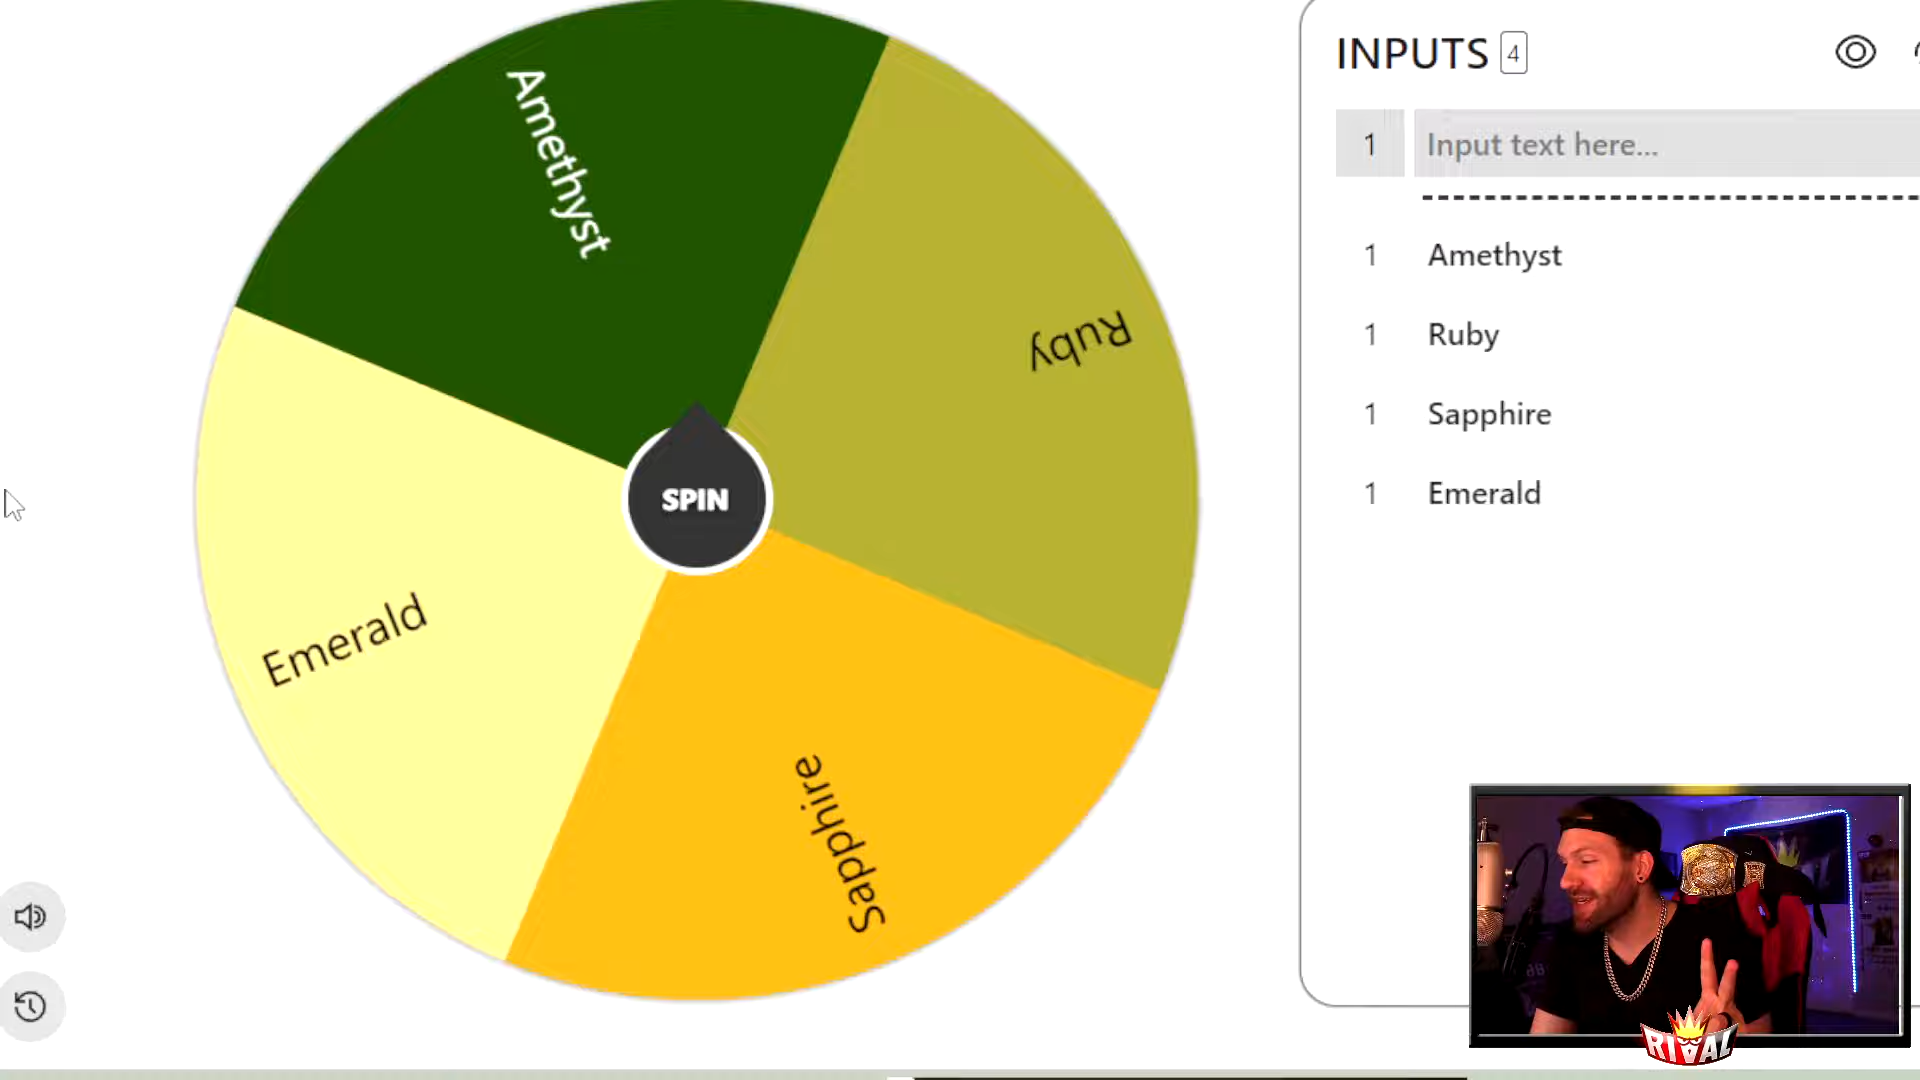 INPUTS 4
1 Input text here...
1 Amethyst
1 Ruby
1 Sapphire
1 Emerald
Amethyst
Ruby
SPIN
Emerald
Sapphire
RIVAL